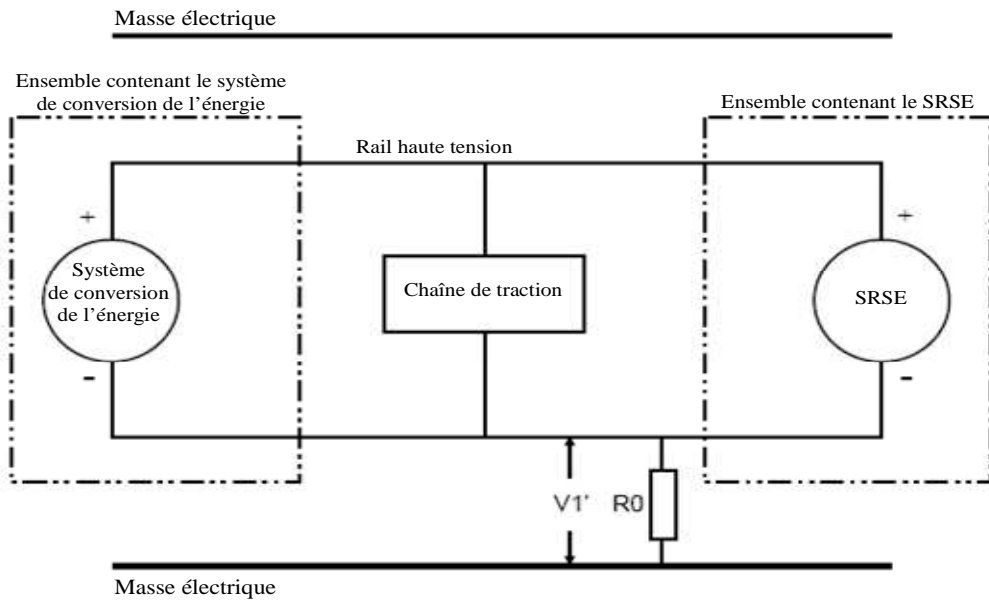 Masse électrique
Ensemble contenant le système
de conversion de l’énergie
Ensemble contenant le SRSE
Rail haute tension
+
+
Système
de conversion
de l’énergie
Chaîne de traction
SRSE
-
-
V1’
R0
Masse électrique